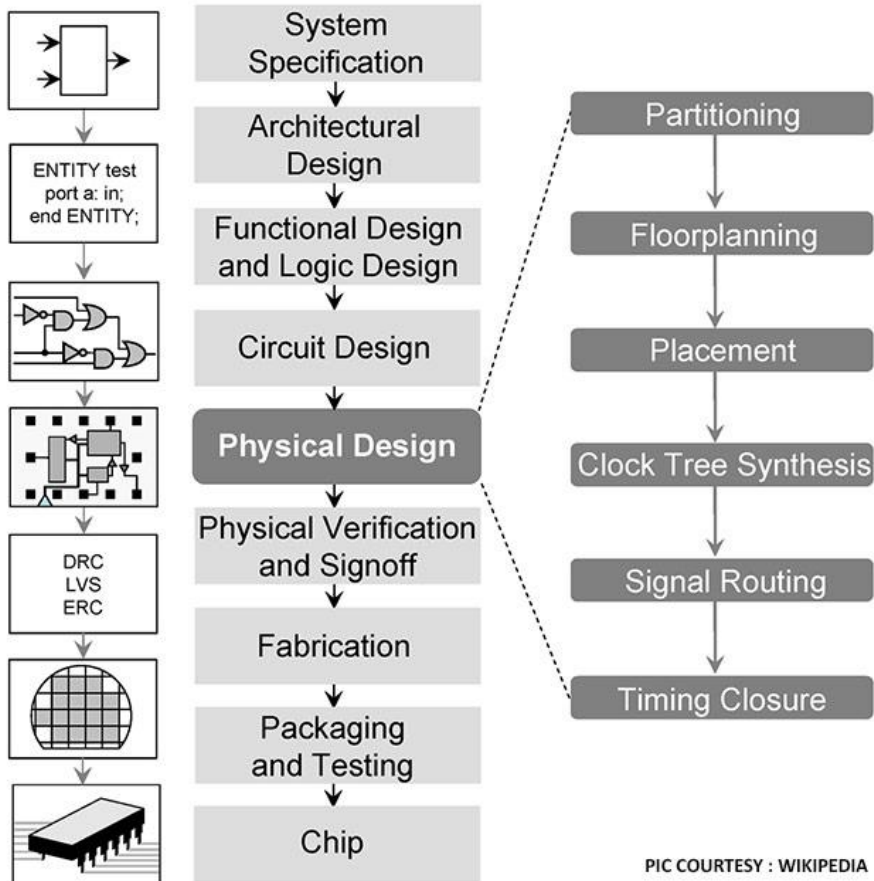 ENTITY test
port a: in;
end ENTITY;
DRC
LVS
ERC
System
Specification
Architectural
Design
Functional Design
and Logic Design
Circuit Design
Physical Design
Physical Verification
and Signoff
Fabrication
Packaging
and Testing
Chip
Partitioning
Floorplanning
Placement
Clock Tree Synthesis
Signal Routing
Timing Closure
PIC COURTESY : WIKIPEDIA